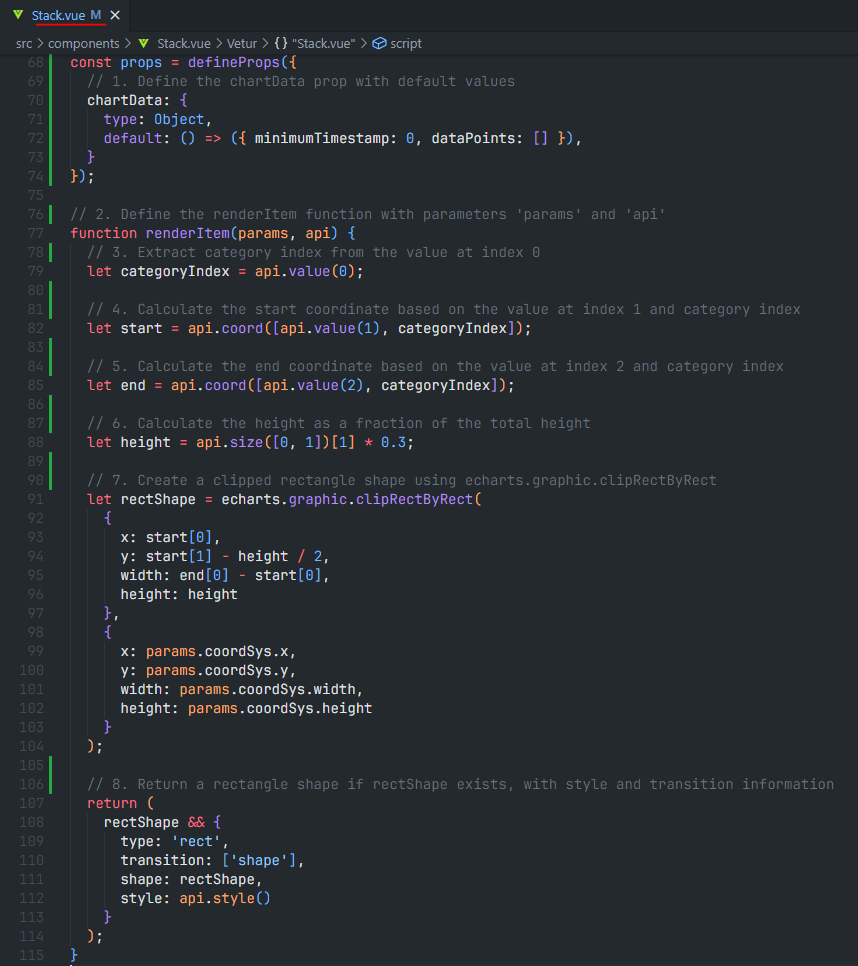 Stack.vue M ×
src > components > Stack.vue > Vetur > {} "Stack.vue" > script
68 const props = defineProps({
69   // 1. Define the chartData prop with default values
70   chartData: {
71     type: Object,
72     default: () => ({ minimumTimestamp: 0, dataPoints: [] }),
73   }
74 });
75
76 // 2. Define the renderItem function with parameters 'params' and 'api'
77 function renderItem(params, api) {
78   // 3. Extract category index from the value at index 0
79   let categoryIndex = api.value(0);
80
81   // 4. Calculate the start coordinate based on the value at index 1 and category index
82   let start = api.coord([api.value(1), categoryIndex]);
83
84   // 5. Calculate the end coordinate based on the value at index 2 and category index
85   let end = api.coord([api.value(2), categoryIndex]);
86
87   // 6. Calculate the height as a fraction of the total height
88   let height = api.size([0, 1])[1] * 0.3;
89
90   // 7. Create a clipped rectangle shape using echarts.graphic.clipRectByRect
91   let rectShape = echarts.graphic.clipRectByRect(
92     {
93       x: start[0],
94       y: start[1] - height / 2,
95       width: end[0] - start[0],
96       height: height
97     },
98     {
99       x: params.coordSys.x,
100       y: params.coordSys.y,
101       width: params.coordSys.width,
102       height: params.coordSys.height
103     }
104   );
105
106   // 8. Return a rectangle shape if rectShape exists, with style and transition information
107   return (
108     rectShape && {
109       type: 'rect',
110       transition: ['shape'],
111       shape: rectShape,
112       style: api.style()
113     }
114   );
115 }